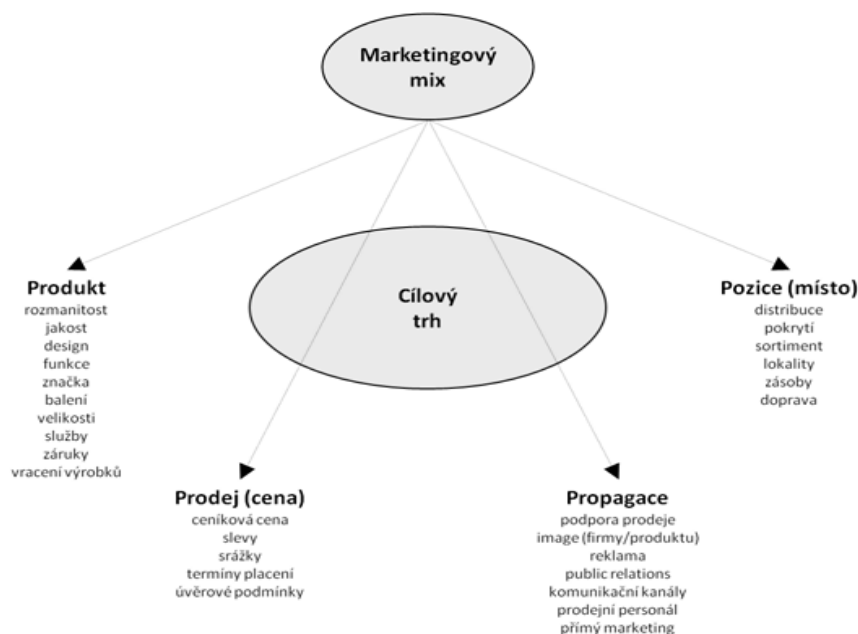 Marketingový
mix
Cílový
trh
Produkt
rozmanitost
jakost
design
funkce
značka
balení
velikosti
služby
záruky
vracení výrobků
Pozice (místo)
distribuce
pokrytí
sortiment
lokality
zásoby
doprava
Prodej (cena)
ceníková cena
slevy
srážky
termíny placení
úvěrové podmínky
Propagace
podpora prodeje
image (firmy/produktu)
reklama
public relations
komunikační kanály
prodejní personál
přímý marketing